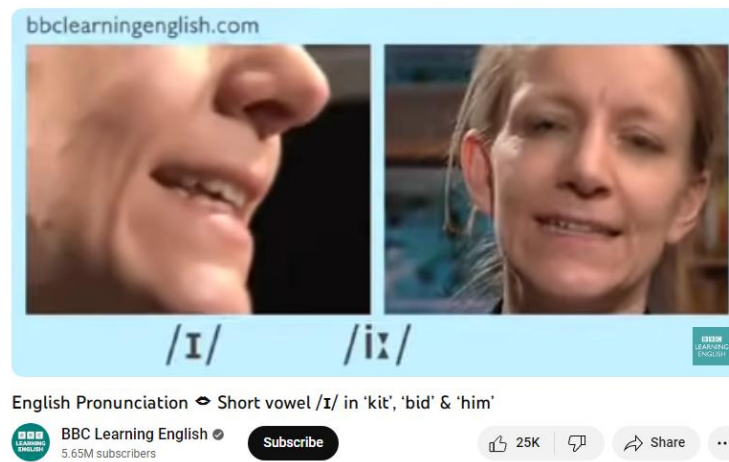 bbclearningenglish.com
/ɪ/ /iː/
BBC
LEARNING
ENGLISH
English Pronunciation 👄 Short vowel /ɪ/ in ‘kit’, ‘bid’ & ‘him’
BBC
LEARNING
ENGLISH
BBC Learning English
5.65M subscribers
Subscribe
25K
Share